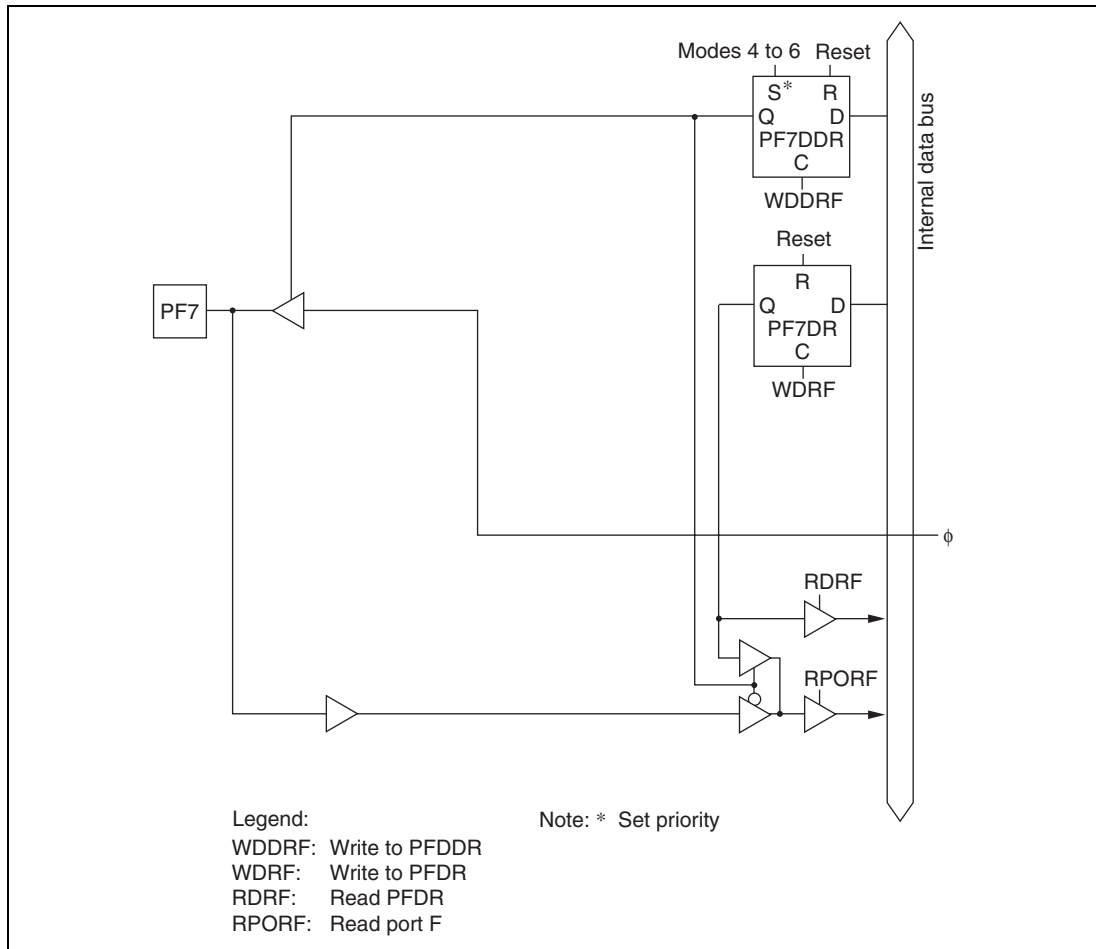 Modes 4 to 6 Reset
S* R
Q D
PF7DDR
C
WDDRF
Internal data bus
Reset
R
PF7 Q D
PF7DR
C
WDRF
ϕ
RDRF
RPORF
Legend: Note: * Set priority
WDDRF: Write to PFDDR
WDRF: Write to PFDR
RDRF: Read PFDR
RPORF: Read port F